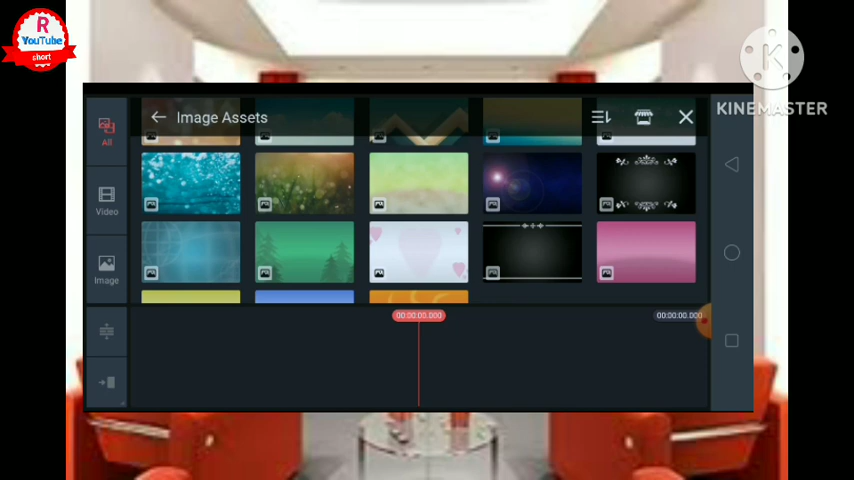 R
YouTube
short
KINEMASTER
Image Assets
All
Video
Image
00:00:00.000
00:00:00.000